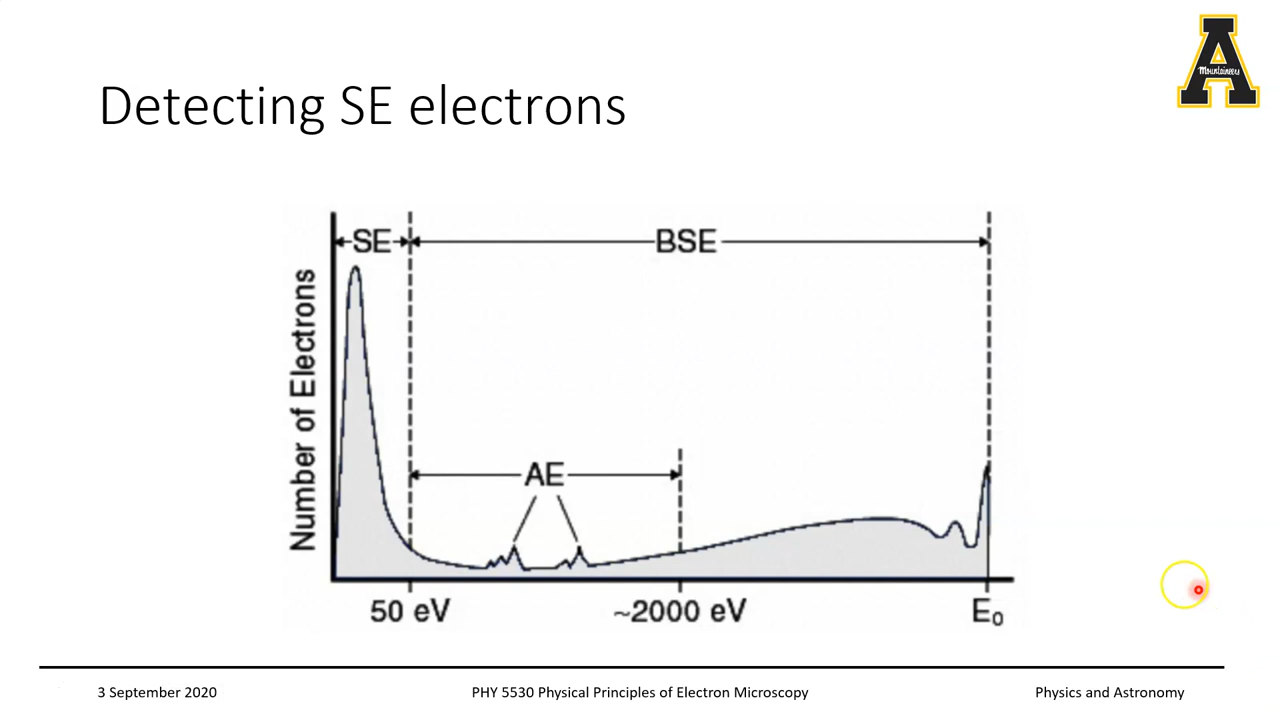 Mountaineers
Detecting SE electrons
SE
BSE
Number of Electrons
AE
50 eV
~2000 eV
E₀
3 September 2020
PHY 5530 Physical Principles of Electron Microscopy
Physics and Astronomy